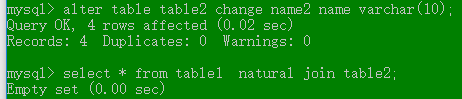 mysql> alter table table2 change name2 name varchar(10);
Query OK, 4 rows affected (0.02 sec)
Records: 4  Duplicates: 0  Warnings: 0
mysql> select * from table1  natural join table2;
Empty set (0.00 sec)